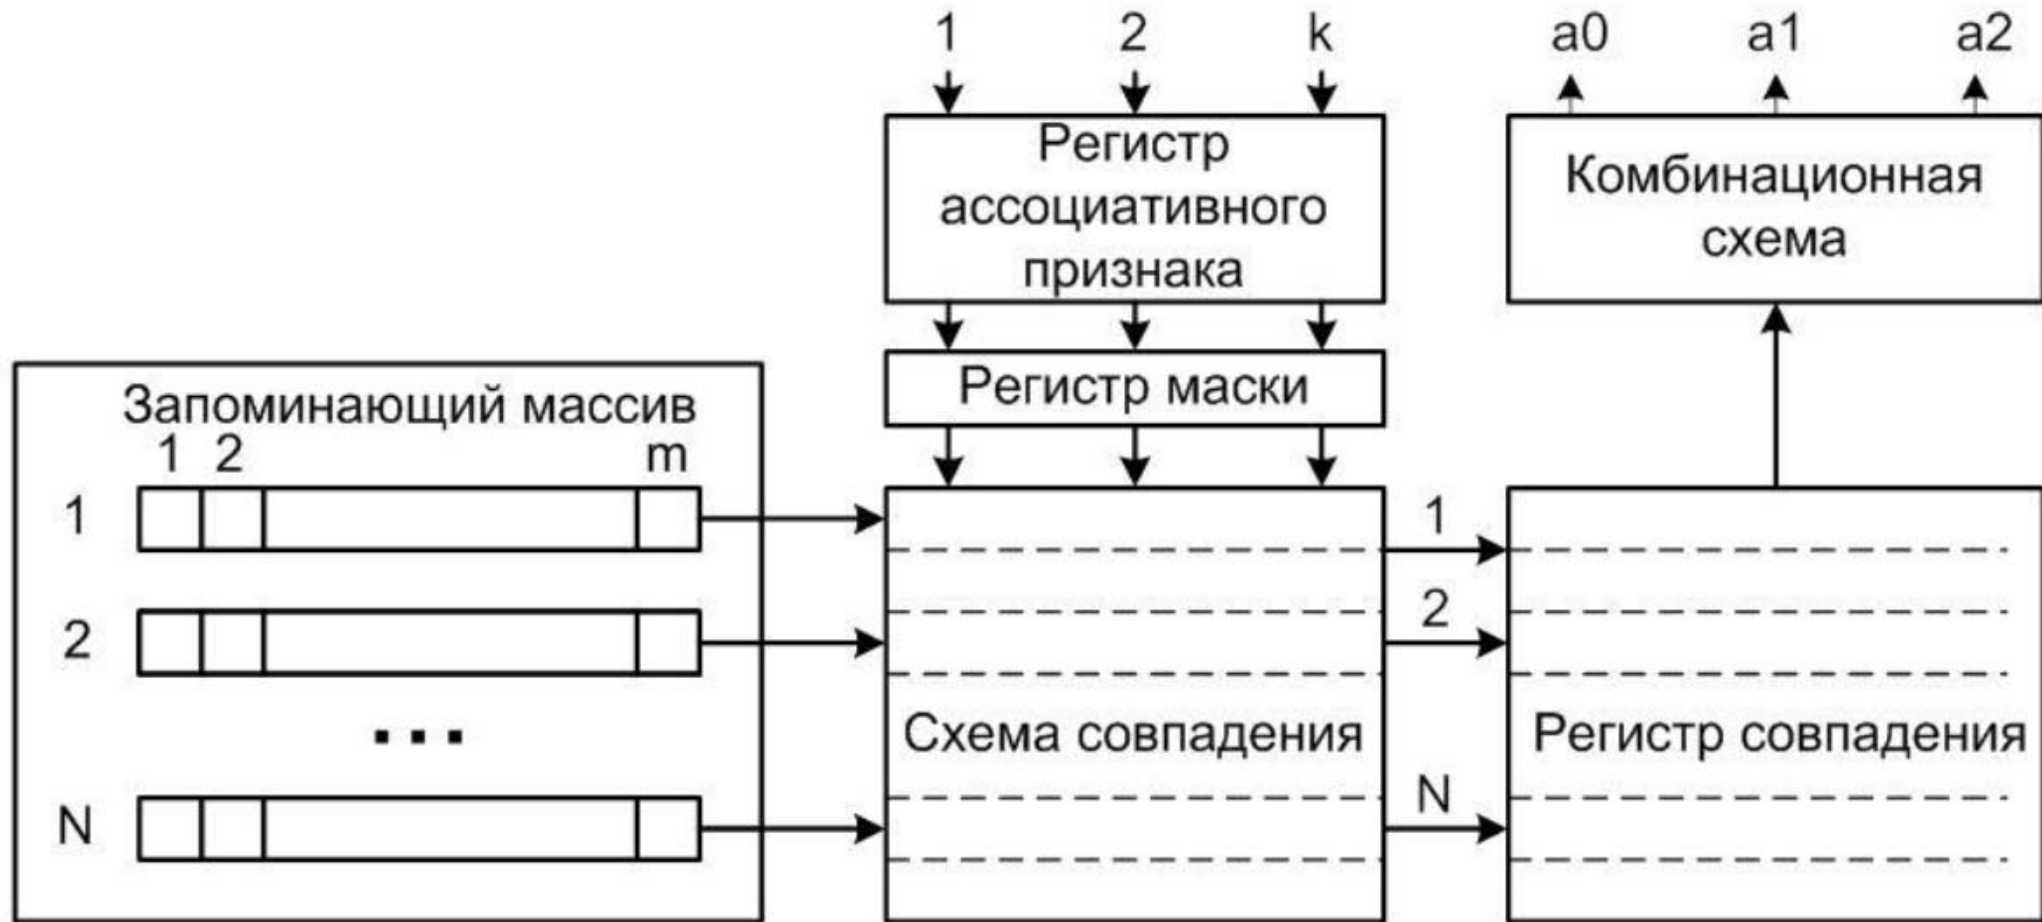 1 2 k
a0 a1 a2
Регистр
ассоциативного
признака
Комбинационная
схема
Регистр маски
Запоминающий массив
1 2 m
1
2
...
N
1
2
N
Схема совпадения
Регистр совпадения